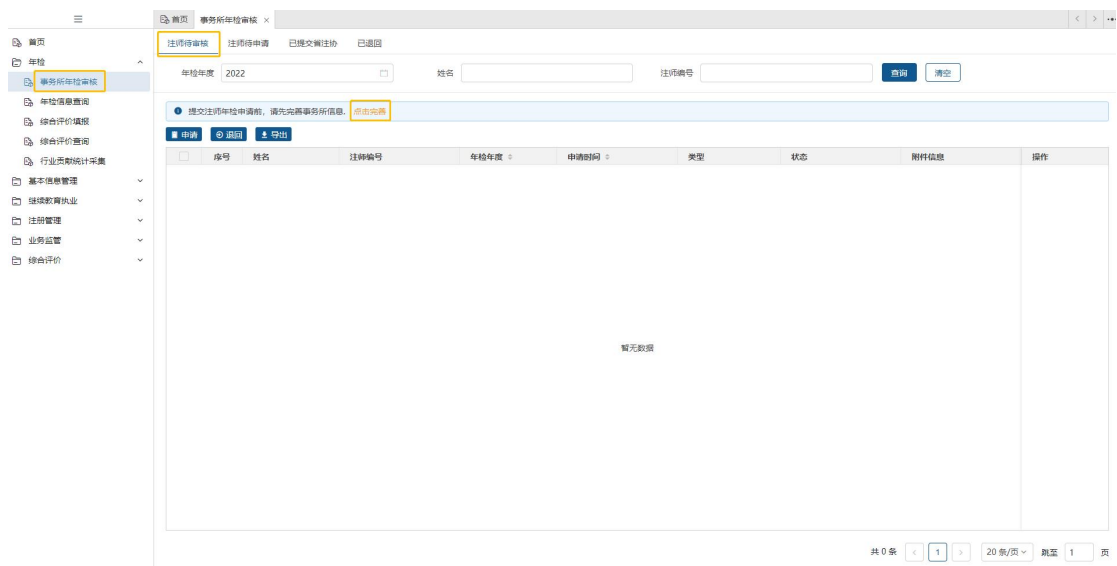 首页 事务所年检审核 ×
首页
年检
事务所年检审核
年检信息查询
综合评价填报
综合评价查询
行业贡献统计采集
基本信息管理
继续教育执业
注册管理
业务监管
综合评价
注师待审核 注师待申请 已提交省注协 已退回
年检年度 2022 姓名 注师编号 查询 清空
提交注师年检申请前，请先完善事务所信息. 点击完善
申请 退回 导出
序号 姓名 注师编号 年检年度 申请时间 类型 状态 附件信息 操作
暂无数据
共 0 条 < 1 > 20 条/页 跳至 1 页